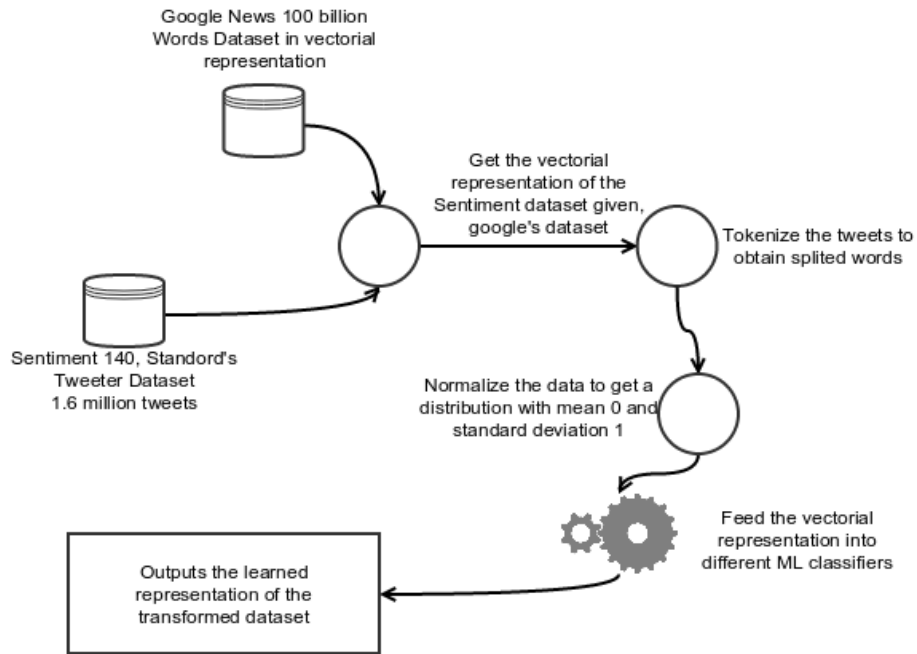 Google News 100 billion
Words Dataset in vectorial
representation
Get the vectorial
representation of the
Sentiment dataset given,
google's dataset
Tokenize the tweets to
obtain splited words
Sentiment 140, Standord's
Tweeter Dataset
1.6 million tweets
Normalize the data to get a
distribution with mean 0 and
standard deviation 1
Feed the vectorial
representation into
different ML classifiers
Outputs the learned
representation of the
transformed dataset